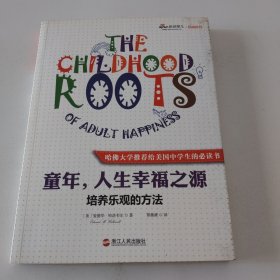 THE
CHILDHOOD
ROOTS
OF ADULT HAPPINESS
哈佛大学推荐给美国中学生的必读书
童年，人生幸福之源
培养乐观的方法
浙江人民出版社